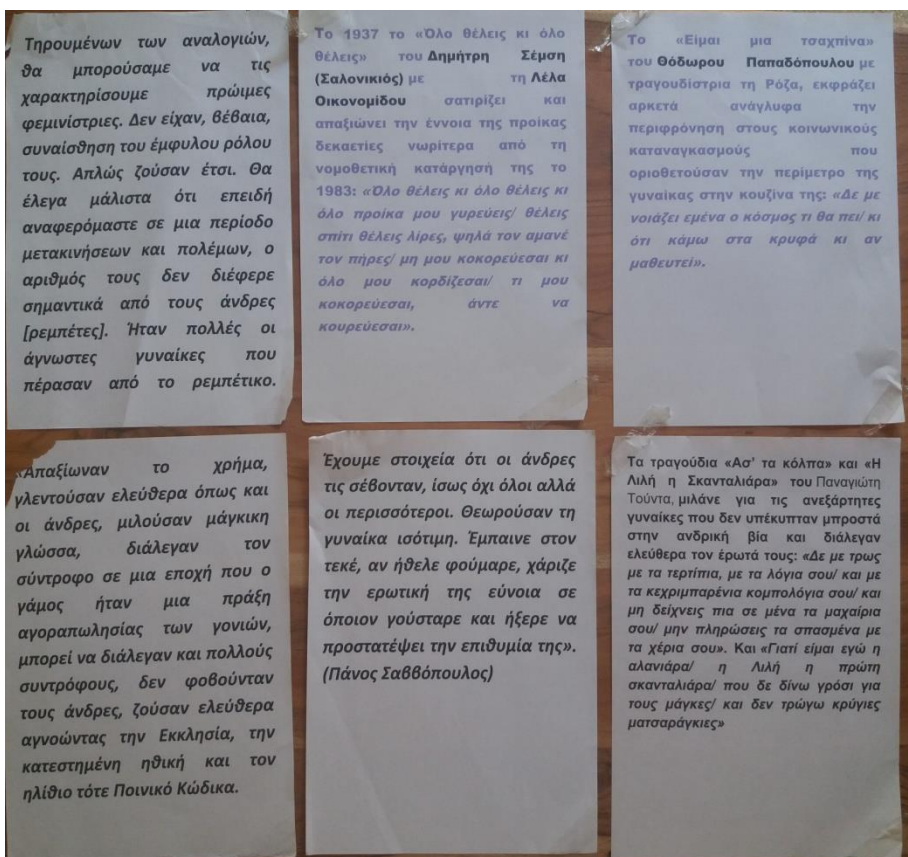 Τηρουμένων των αναλογιών,
θα μπορούσαμε να τις
χαρακτηρίσουμε πρώιμες
φεμινίστριες. Δεν είχαν, βέβαια,
συναίσθηση του έμφυλου ρόλου
τους. Απλώς ζούσαν έτσι. Θα
έλεγα μάλιστα ότι επειδή
αναφερόμαστε σε μια περίοδο
μετακινήσεων και πολέμων, ο
αριθμός τους δεν διέφερε
σημαντικά από τους άνδρες
[ρεμπέτες]. Ήταν πολλές οι
άγνωστες γυναίκες που
πέρασαν από το ρεμπέτικο.
Το 1937 το «Όλο θέλεις κι όλο
θέλεις» του Δημήτρη Σέμση
(Σαλονικιός) με τη Λέλα
Οικονομίδου σατιρίζει και
απαξιώνει την έννοια της προίκας
δεκαετίες νωρίτερα από τη
νομοθετική κατάργησή της το
1983: «Όλο θέλεις κι όλο θέλεις κι
όλο προίκα μου γυρεύεις/ θέλεις
σπίτι θέλεις λίρες, ψηλά τον αμανέ
τον πήρες/ μη μου κοκορεύεσαι κι
όλο μου κορδίζεσαι/ τι μου
κοκορεύεσαι, άντε να
κουρεύεσαι».
Το «Είμαι μια τσαχπίνα»
του Θόδωρου Παπαδόπουλου με
τραγουδίστρια τη Ρόζα, εκφράζει
αρκετά ανάγλυφα την
περιφρόνηση στους κοινωνικούς
καταναγκασμούς που
οριοθετούσαν την περίμετρο της
γυναίκας στην κουζίνα της: «Δε με
νοιάζει εμένα ο κόσμος τι θα πει/ κι
ότι κάμω στα κρυφά κι αν
μαθευτεί».
«Απαξίωναν το χρήμα,
γλεντούσαν ελεύθερα όπως και
οι άνδρες, μιλούσαν μάγκικη
γλώσσα, διάλεγαν τον
σύντροφο σε μια εποχή που ο
γάμος ήταν μια πράξη
αγοραπωλησίας των γονιών,
μπορεί να διάλεγαν και πολλούς
συντρόφους, δεν φοβούνταν
τους άνδρες, ζούσαν ελεύθερα
αγνοώντας την Εκκλησία, την
κατεστημένη ηθική και τον
ηλίθιο τότε Ποινικό Κώδικα.
Έχουμε στοιχεία ότι οι άνδρες
τις σέβονταν, ίσως όχι όλοι αλλά
οι περισσότεροι. Θεωρούσαν τη
γυναίκα ισότιμη. Έμπαινε στον
τεκέ, αν ήθελε φούμαρε, χάριζε
την ερωτική της εύνοια σε
όποιον γούσταρε και ήξερε να
προστατέψει την επιθυμία της».
(Πάνος Σαββόπουλος)
Τα τραγούδια «Ασ’ τα κόλπα» και «Η
Λιλή η Σκανταλιάρα» του Παναγιώτη
Τούντα, μιλάνε για τις ανεξάρτητες
γυναίκες που δεν υπέκυπταν μπροστά
στην ανδρική βία και διάλεγαν
ελεύθερα τον έρωτά τους: «Δε με τρως
με τα τερτίπια, με τα λόγια σου/ και με
τα κεχριμπαρένια κομπολόγια σου/ και
μη δείχνεις πια σε μένα τα μαχαίρια
σου/ μην πληρώσεις τα σπασμένα με
τα χέρια σου». Και «Γιατί είμαι εγώ η
αλανιάρα/ η Λιλή η πρώτη
σκανταλιάρα/ που δε δίνω γρόσι για
τους μάγκες/ και δεν τρώγω κρύγιες
ματσαράγκιες»